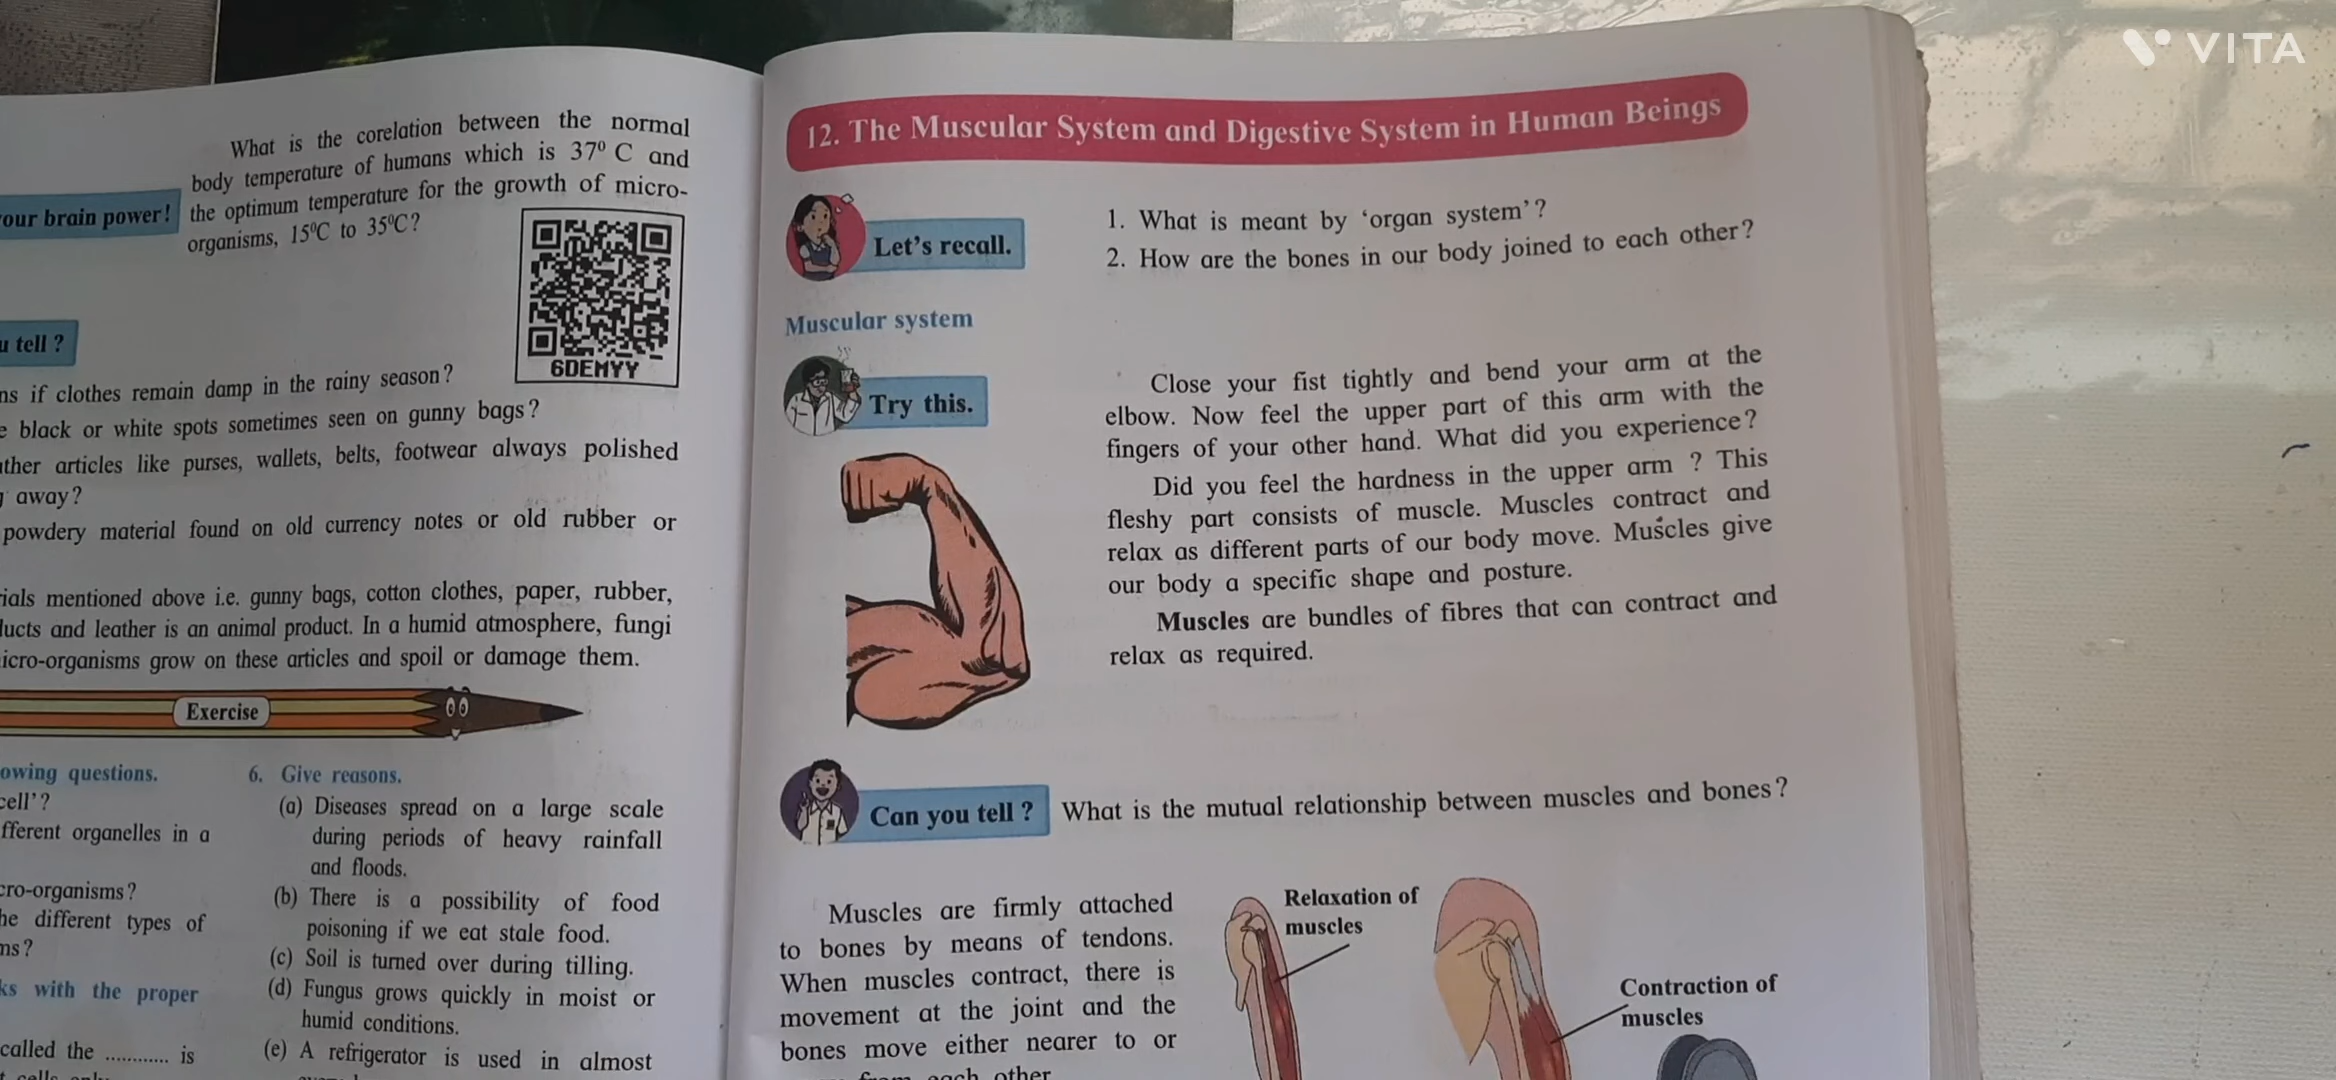 What is the corelation between the normal
body temperature of humans which is 37⁰ C and
our brain power! the optimum temperature for the growth of micro-
organisms, 15⁰C to 35⁰C?
6DEMYY
tell ?
if clothes remain damp in the rainy season?
black or white spots sometimes seen on gunny bags?
articles like purses, wallets, belts, footwear always polished
away?
powdery material found on old currency notes or old rubber or
mentioned above i.e. gunny bags, cotton clothes, paper, rubber,
and leather is an animal product. In a humid atmosphere, fungi
icro-organisms grow on these articles and spoil or damage them.
Exercise
owing questions.
cell'?
fferent organelles in a
cro-organisms?
he different types of
ms?
ks with the proper
called the ............ is
cells only
6. Give reasons.
(a) Diseases spread on a large scale
during periods of heavy rainfall
and floods.
(b) There is a possibility of food
poisoning if we eat stale food.
(c) Soil is turned over during tilling.
(d) Fungus grows quickly in moist or
humid conditions.
(e) A refrigerator is used in almost
12. The Muscular System and Digestive System in Human Beings
Let's recall.
1. What is meant by 'organ system'?
2. How are the bones in our body joined to each other?
Muscular system
Try this.
Close your fist tightly and bend your arm at the
elbow. Now feel the upper part of this arm with the
fingers of your other hand. What did you experience?
Did you feel the hardness in the upper arm ? This
fleshy part consists of muscle. Muscles contract and
relax as different parts of our body move. Muscles give
our body a specific shape and posture.
Muscles are bundles of fibres that can contract and
relax as required.
Can you tell ? What is the mutual relationship between muscles and bones?
Muscles are firmly attached
to bones by means of tendons.
When muscles contract, there is
movement at the joint and the
bones move either nearer to or
from each other
Relaxation of
muscles
Contraction of
muscles
VITA